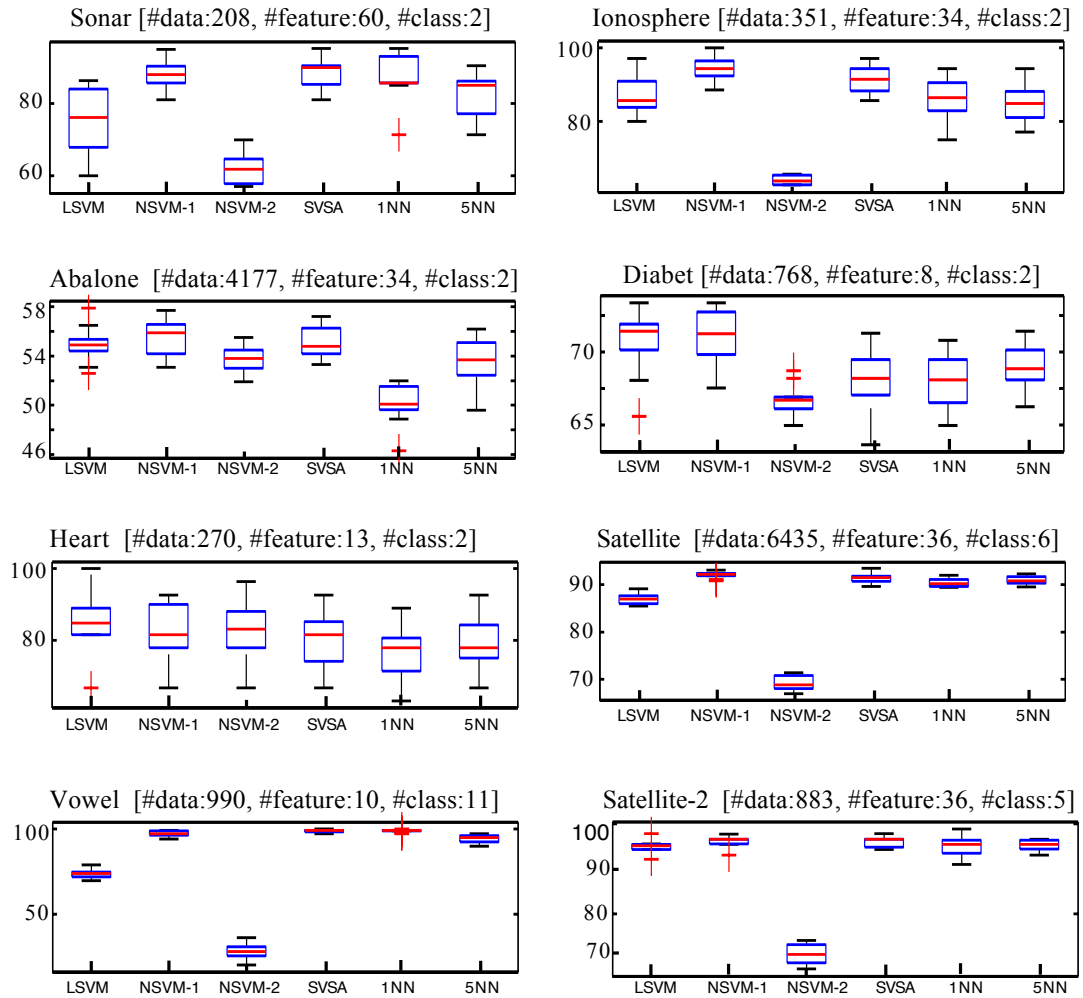 Sonar [#data:208, #feature:60, #class:2]
80
60
LSVM NSVM-1 NSVM-2 SVSA 1NN 5NN
Ionosphere [#data:351, #feature:34, #class:2]
100
80
LSVM NSVM-1 NSVM-2 SVSA 1NN 5NN
Abalone [#data:4177, #feature:34, #class:2]
58
54
50
46
LSVM NSVM-1 NSVM-2 SVSA 1NN 5NN
Diabet [#data:768, #feature:8, #class:2]
70
65
LSVM NSVM-1 NSVM-2 SVSA 1NN 5NN
Heart [#data:270, #feature:13, #class:2]
100
80
LSVM NSVM-1 NSVM-2 SVSA 1NN 5NN
Satellite [#data:6435, #feature:36, #class:6]
90
70
LSVM NSVM-1 NSVM-2 SVSA 1NN 5NN
Vowel [#data:990, #feature:10, #class:11]
100
50
LSVM NSVM-1 NSVM-2 SVSA 1NN 5NN
Satellite-2 [#data:883, #feature:36, #class:5]
100
90
80
70
LSVM NSVM-1 NSVM-2 SVSA 1NN 5NN